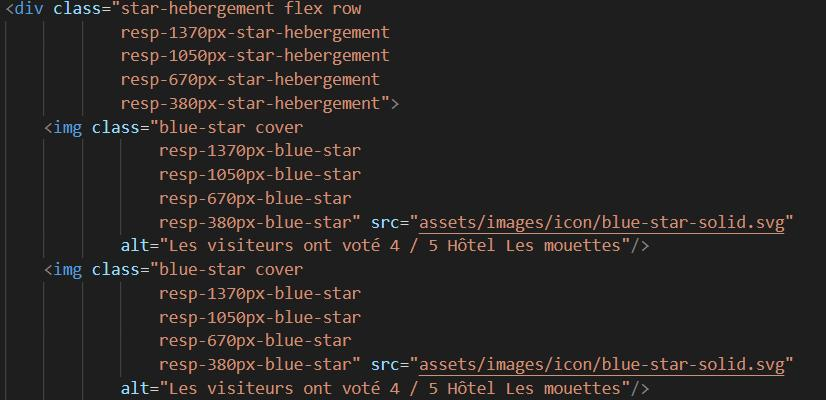 <div class="star-hebergement flex row
resp-1370px-star-hebergement
resp-1050px-star-hebergement
resp-670px-star-hebergement
resp-380px-star-hebergement">
<img class="blue-star cover
resp-1370px-blue-star
resp-1050px-blue-star
resp-670px-blue-star
resp-380px-blue-star" src="assets/images/icon/blue-star-solid.svg"
alt="Les visiteurs ont voté 4 / 5 Hôtel Les mouettes"/>
<img class="blue-star cover
resp-1370px-blue-star
resp-1050px-blue-star
resp-670px-blue-star
resp-380px-blue-star" src="assets/images/icon/blue-star-solid.svg"
alt="Les visiteurs ont voté 4 / 5 Hôtel Les mouettes"/>